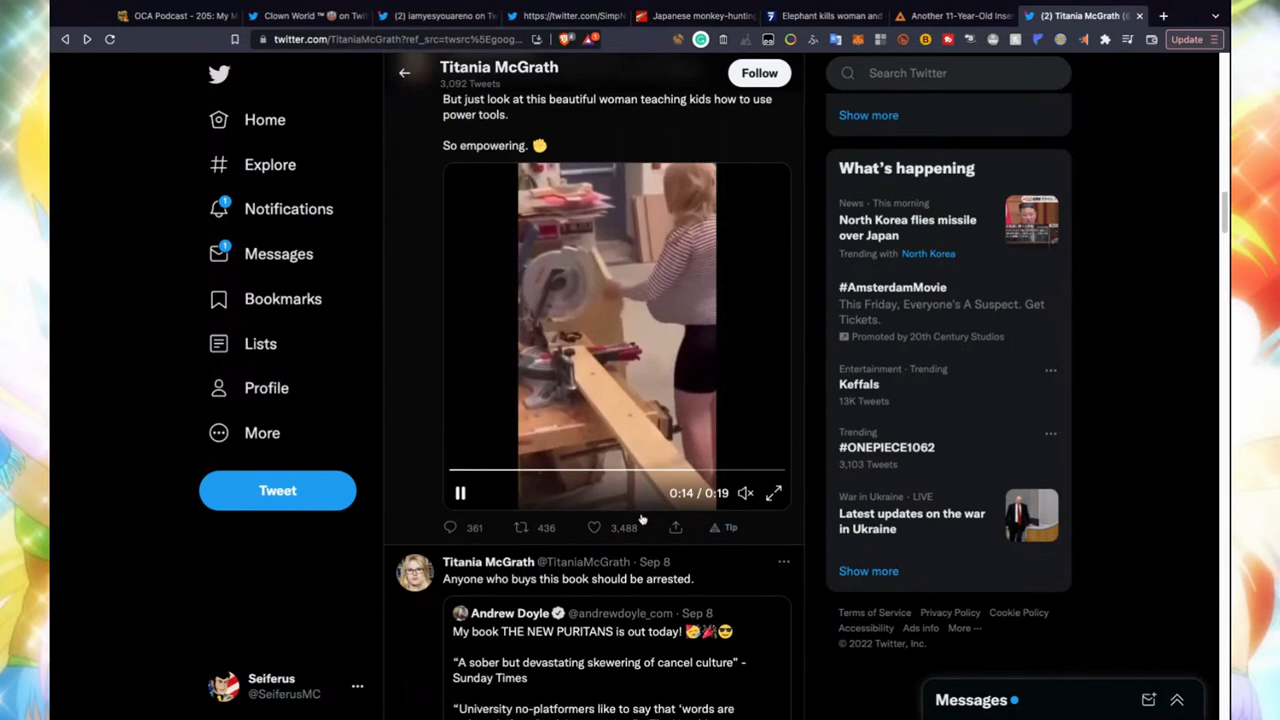 OCA Podcast - 205: My M
Clown World ™ 🤡 on Twit
(2) iamyesyouareno on Tw
https://twitter.com/SimpN
Japanese monkey-hunting
Elephant kills woman and
Another 11-Year-Old Inser
(2) Titania McGrath (@
twitter.com/TitaniaMcGrath?ref_src=twsrc%5Egoog...
Update
Home
Explore
Notifications
Messages
Bookmarks
Lists
Profile
More
Tweet
Seiferus
@SeiferusMC
Titania McGrath
3,092 Tweets
Follow
But just look at this beautiful woman teaching kids how to use
power tools.
So empowering. ✊
0:14 / 0:19
361
436
3,488
Tip
Titania McGrath @TitaniaMcGrath · Sep 8
Anyone who buys this book should be arrested.
Andrew Doyle @andrewdoyle_com · Sep 8
My book THE NEW PURITANS is out today! 🥳🎉😎
“A sober but devastating skewering of cancel culture” -
Sunday Times
“University no-platformers like to say that ‘words are
Search Twitter
Show more
What’s happening
News · This morning
North Korea flies missile
over Japan
Trending with North Korea
#AmsterdamMovie
This Friday, Everyone's A Suspect. Get
Tickets.
Promoted by 20th Century Studios
Entertainment · Trending
Keffals
13K Tweets
Trending
#ONEPIECE1062
3,103 Tweets
War in Ukraine · LIVE
Latest updates on the war
in Ukraine
Show more
Terms of Service Privacy Policy Cookie Policy
Accessibility Ads info More ···
© 2022 Twitter, Inc.
Messages